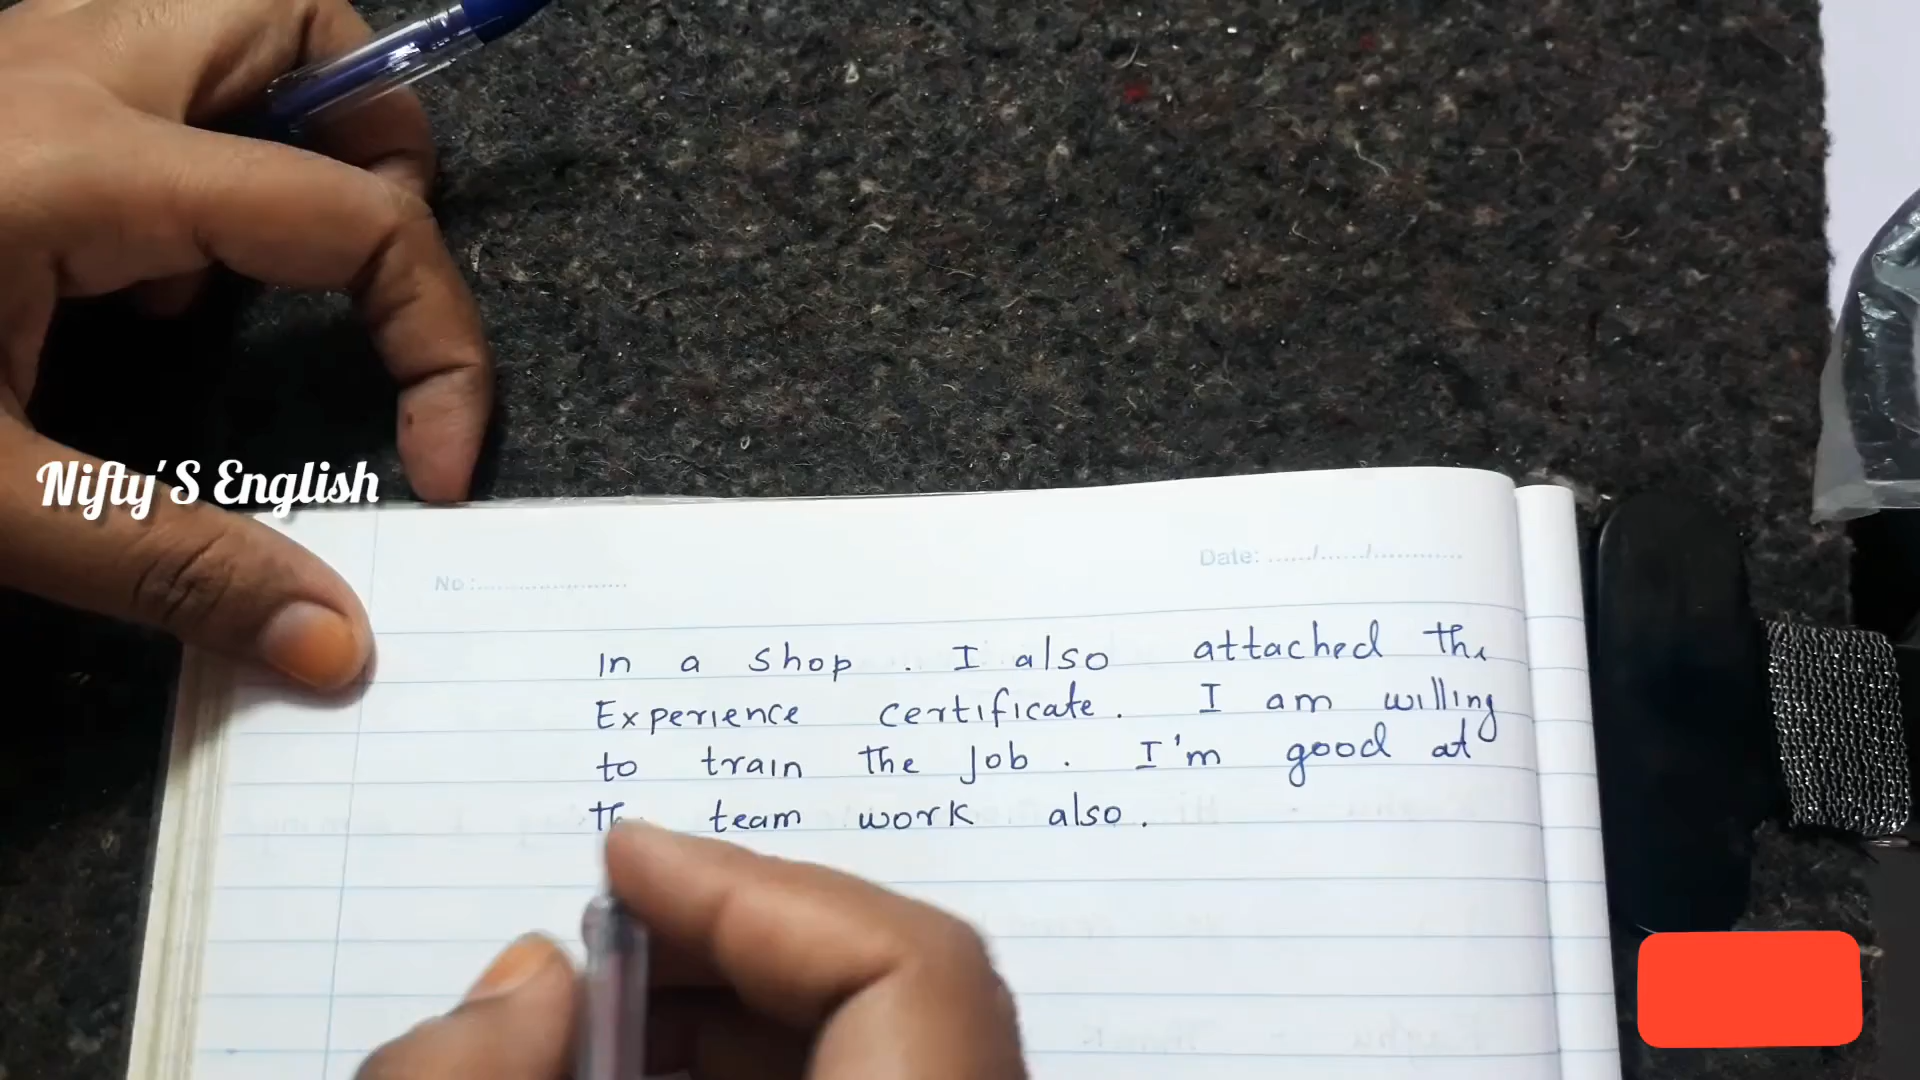 Nifty'S English
No :......................
Date: ....../....../............
In a shop . I also attached the
Experience certificate . I am willing
to train the job . I'm good at
the team work also .